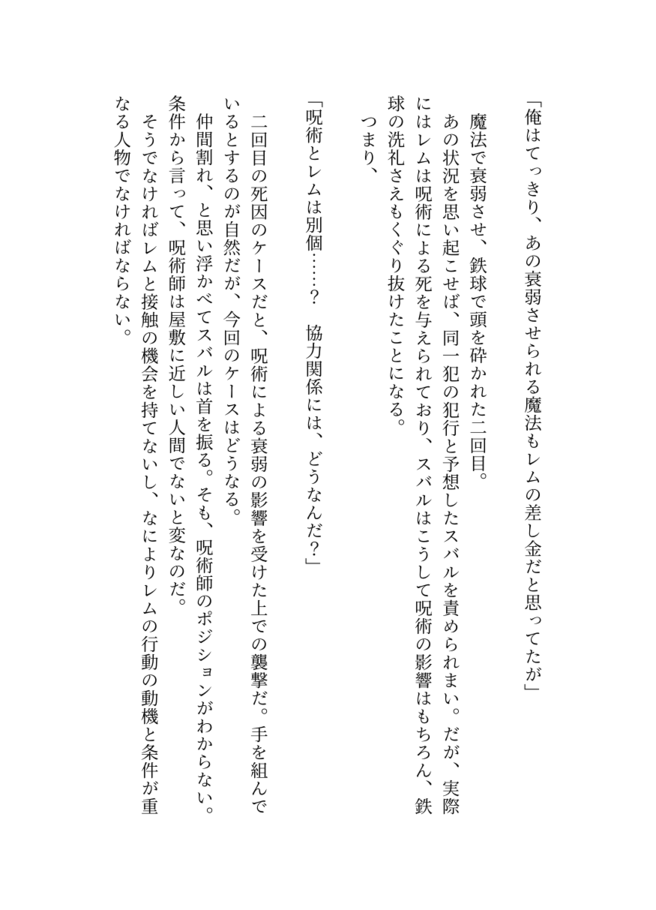 「俺はてっきり、あの衰弱させられる魔法もレムの差し金だと思ってたが」
魔法で衰弱させ、鉄球で頭を砕かれた二回目。
あの状況を思い起こせば、同一犯の犯行と予想したスバルを責められまい。だが、実際
にはレムは呪術による死を与えられており、スバルはこうして呪術の影響はもちろん、鉄
球の洗礼さえもくぐり抜けたことになる。
つまり、
「呪術とレムは別個……？　協力関係には、どうなんだ？」
二回目の死因のケースだと、呪術による衰弱の影響を受けた上での襲撃だ。手を組んで
いるとするのが自然だが、今回のケースはどうなる。
仲間割れ、と思い浮かべてスバルは首を振る。そも、呪術師のポジションがわからない。
条件から言って、呪術師は屋敷に近しい人間でないと変なのだ。
そうでなければレムと接触の機会を持てないし、なによりレムの行動の動機と条件が重
なる人物でなければならない。